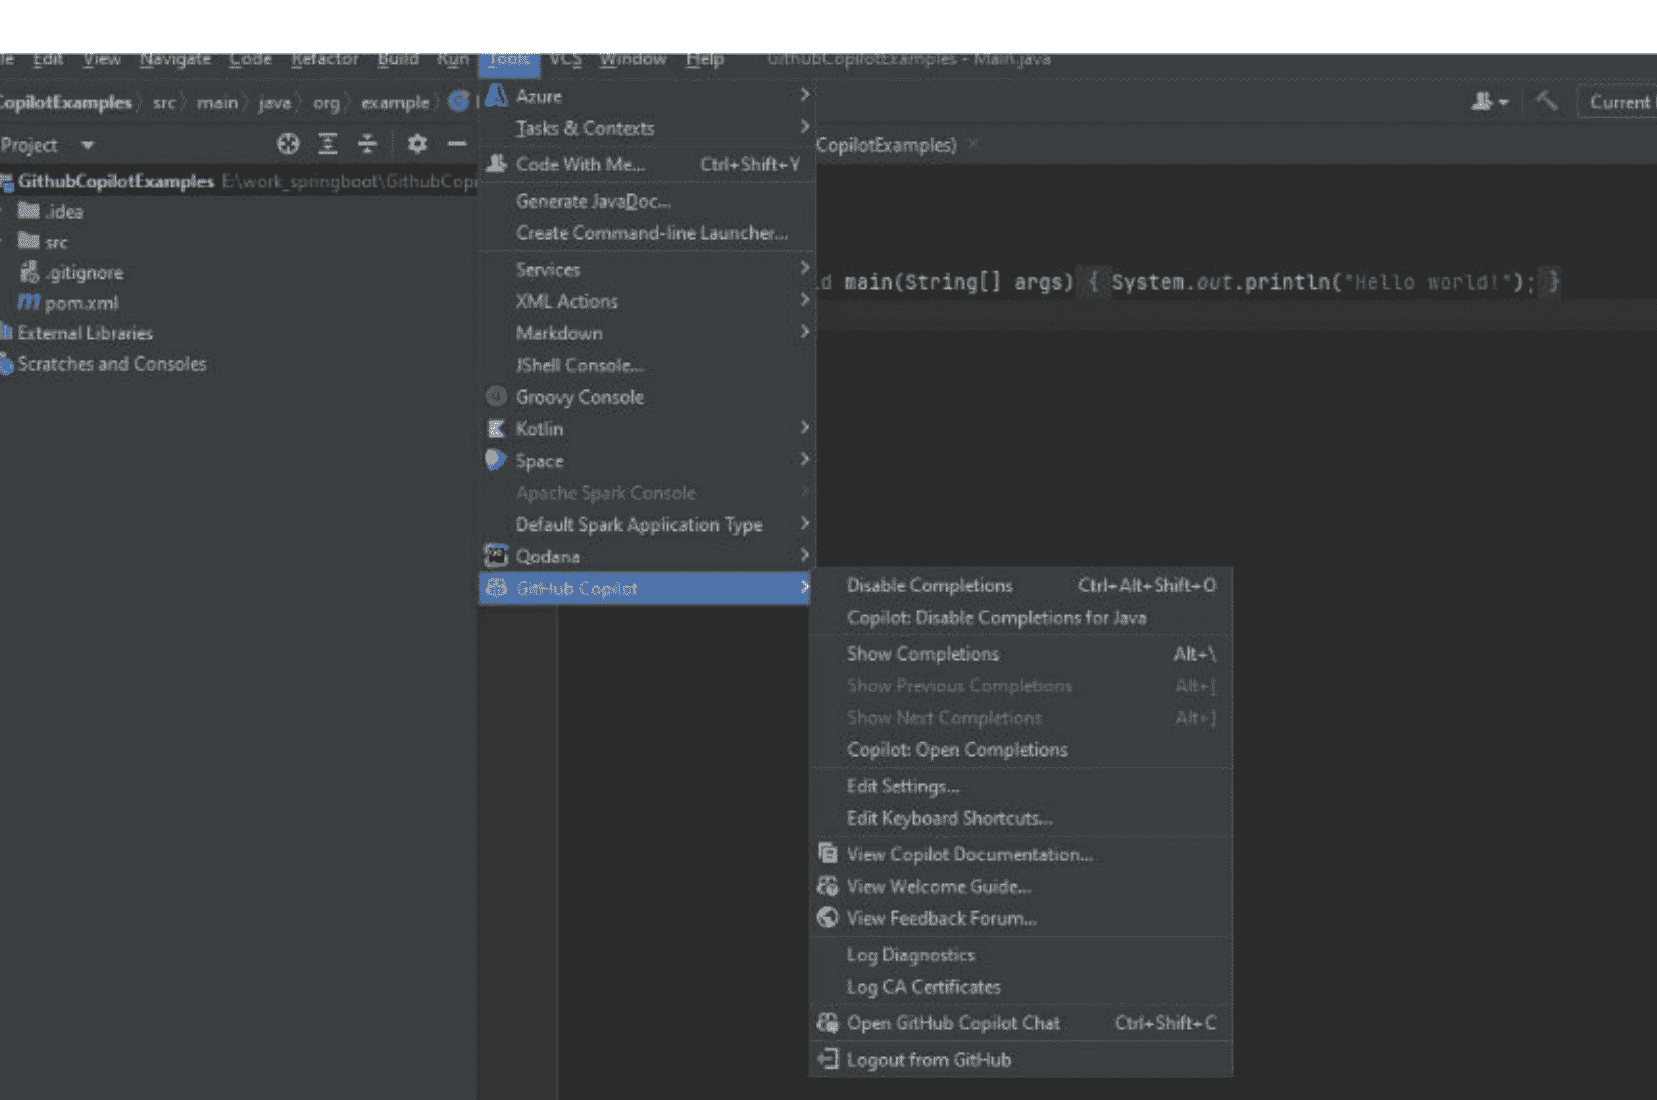 Edit View Navigate Code Refactor Build Run Tools VCS Window Help GithubCopilotExamples - Main.java
CopilotExamples src main java org example
Current
Project
CopilotExamples)
GithubCopilotExamples E:\work_springboot\GithubCop
.idea
src
.gitignore
pom.xml
External Libraries
Scratches and Consoles
Azure
Tasks & Contexts
Code With Me... Ctrl+Shift+Y
Generate JavaDoc...
Create Command-line Launcher...
Services
XML Actions
Markdown
JShell Console...
Groovy Console
Kotlin
Space
Apache Spark Console
Default Spark Application Type
Qodana
GitHub Copilot
d main(String[] args) { System.out.println("Hello world!"); }
Disable Completions Ctrl+Alt+Shift+O
Copilot: Disable Completions for Java
Show Completions Alt+\
Show Previous Completions Alt+[
Show Next Completions Alt+]
Copilot: Open Completions
Edit Settings...
Edit Keyboard Shortcuts...
View Copilot Documentation...
View Welcome Guide...
View Feedback Forum...
Log Diagnostics
Log CA Certificates
Open GitHub Copilot Chat Ctrl+Shift+C
Logout from GitHub